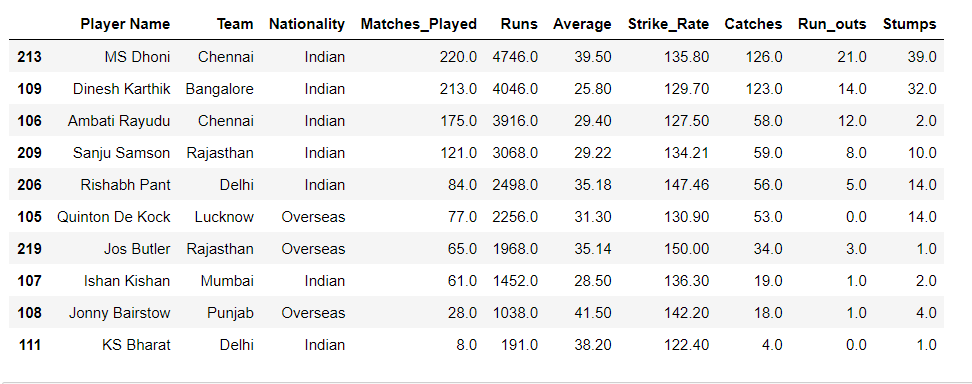 Player Name Team Nationality Matches_Played Runs Average Strike_Rate Catches Run_outs Stumps
213 MS Dhoni Chennai Indian 220.0 4746.0 39.50 135.80 126.0 21.0 39.0
109 Dinesh Karthik Bangalore Indian 213.0 4046.0 25.80 129.70 123.0 14.0 32.0
106 Ambati Rayudu Chennai Indian 175.0 3916.0 29.40 127.50 58.0 12.0 2.0
209 Sanju Samson Rajasthan Indian 121.0 3068.0 29.22 134.21 59.0 8.0 10.0
206 Rishabh Pant Delhi Indian 84.0 2498.0 35.18 147.46 56.0 5.0 14.0
105 Quinton De Kock Lucknow Overseas 77.0 2256.0 31.30 130.90 53.0 0.0 14.0
219 Jos Butler Rajasthan Overseas 65.0 1968.0 35.14 150.00 34.0 3.0 1.0
107 Ishan Kishan Mumbai Indian 61.0 1452.0 28.50 136.30 19.0 1.0 2.0
108 Jonny Bairstow Punjab Overseas 28.0 1038.0 41.50 142.20 18.0 1.0 4.0
111 KS Bharat Delhi Indian 8.0 191.0 38.20 122.40 4.0 0.0 1.0